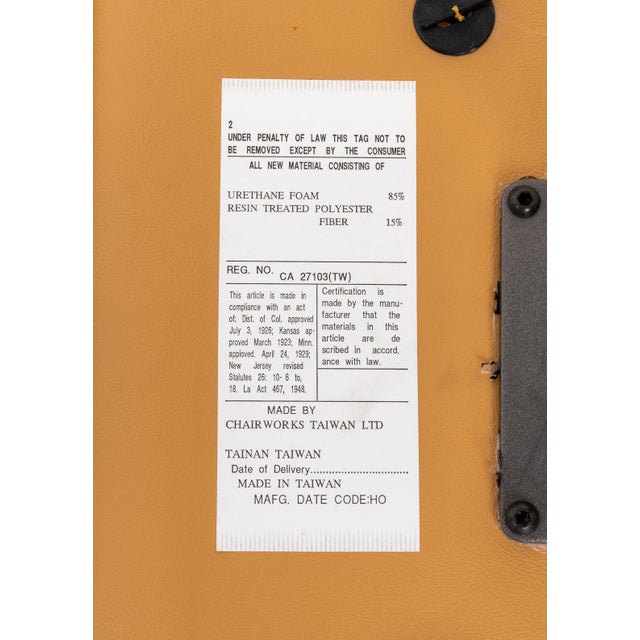 2
UNDER PENALTY OF LAW THIS TAG NOT TO
BE REMOVED EXCEPT BY THE CONSUMER
ALL NEW MATERIAL CONSISTING OF
URETHANE FOAM 85%
RESIN TREATED POLYESTER
FIBER 15%
REG. NO. CA 27103(TW)
This article is made in
compliance with an act
of: Dist. of Col. approved
July 3, 1926; Kansas ap-
proved March 1923; Minn.
appioved. April 24, 1929;
New Jersey revised
Statutes 26: 10- 6 to,
18. La Act 467, 1948.
Certification is
made by the manu-
facturer that the
materials in this
article are de
scribed in accord.
ance with law.
MADE BY
CHAIRWORKS TAIWAN LTD
TAINAN TAIWAN
Date of Delivery................................
MADE IN TAIWAN
MAFG. DATE CODE:HO